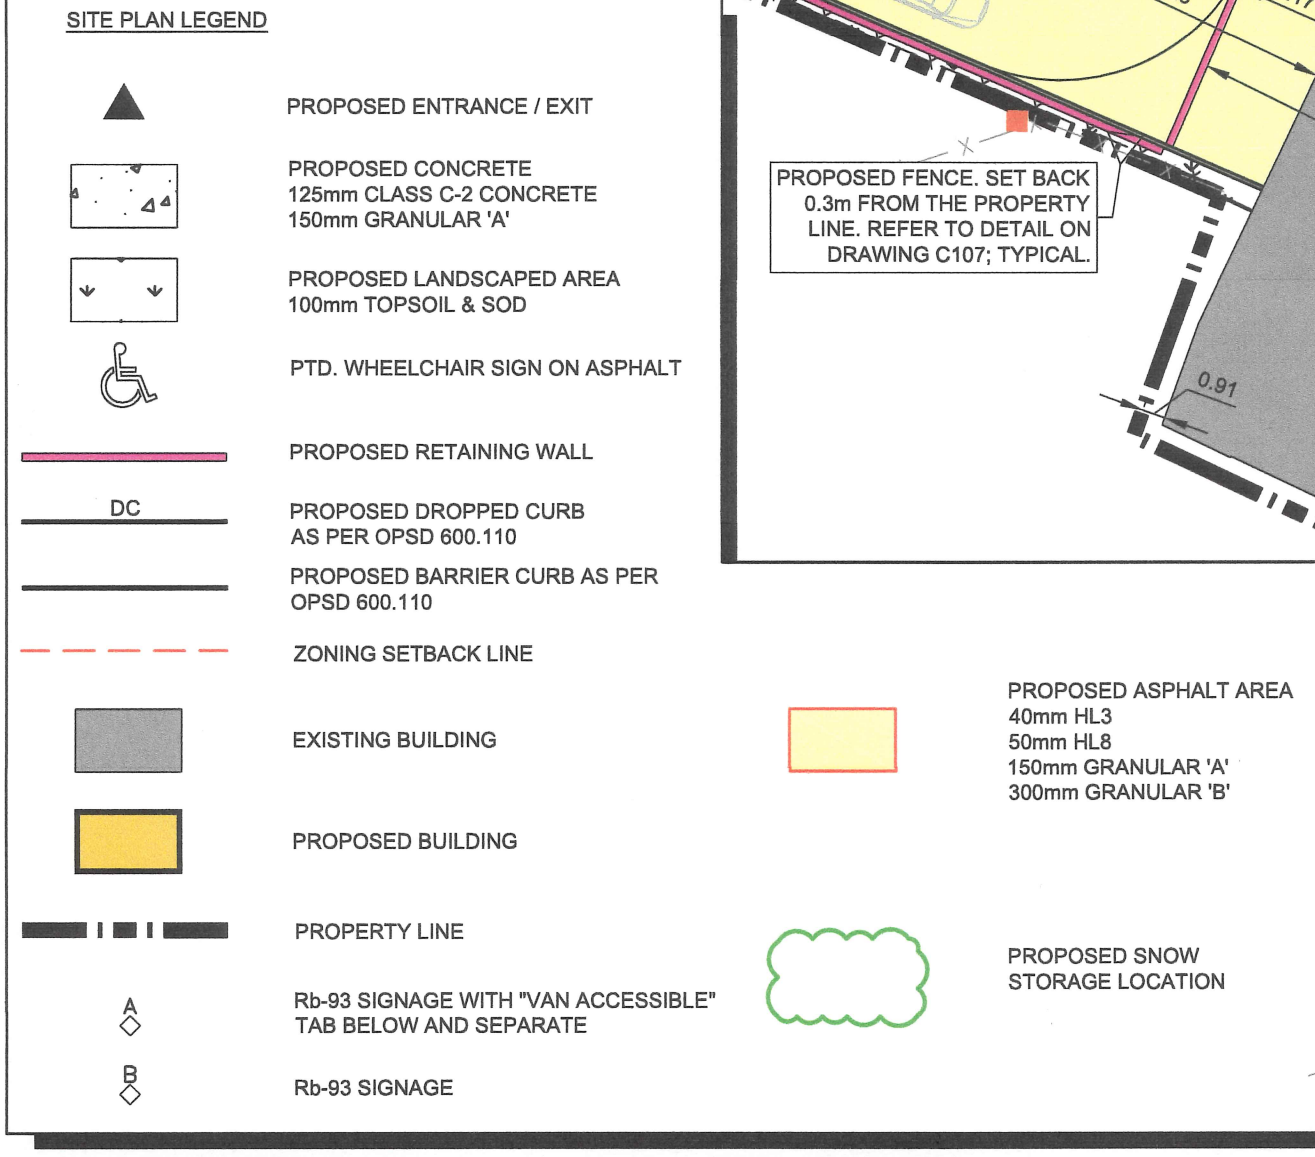 SITE PLAN LEGEND
PROPOSED ENTRANCE / EXIT
PROPOSED CONCRETE
125mm CLASS C-2 CONCRETE
150mm GRANULAR 'A'
PROPOSED LANDSCAPED AREA
100mm TOPSOIL & SOD
PTD. WHEELCHAIR SIGN ON ASPHALT
PROPOSED RETAINING WALL
DC
PROPOSED DROPPED CURB
AS PER OPSD 600.110
PROPOSED BARRIER CURB AS PER
OPSD 600.110
ZONING SETBACK LINE
EXISTING BUILDING
PROPOSED BUILDING
PROPERTY LINE
A
Rb-93 SIGNAGE WITH "VAN ACCESSIBLE"
TAB BELOW AND SEPARATE
B
Rb-93 SIGNAGE
PROPOSED FENCE. SET BACK
0.3m FROM THE PROPERTY
LINE. REFER TO DETAIL ON
DRAWING C107; TYPICAL.
0.91
PROPOSED ASPHALT AREA
40mm HL3
50mm HL8
150mm GRANULAR 'A'
300mm GRANULAR 'B'
PROPOSED SNOW
STORAGE LOCATION